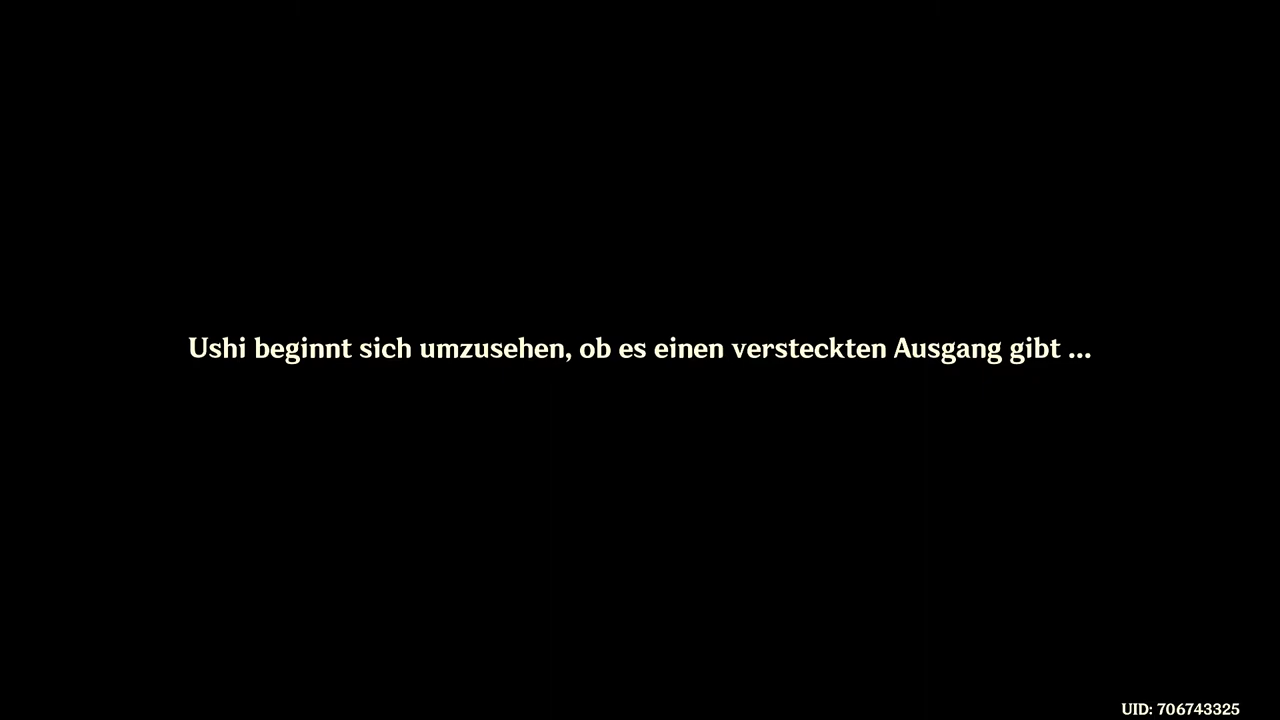 Ushi beginnt sich umzusehen, ob es einen versteckten Ausgang gibt ...
UID: 706743325